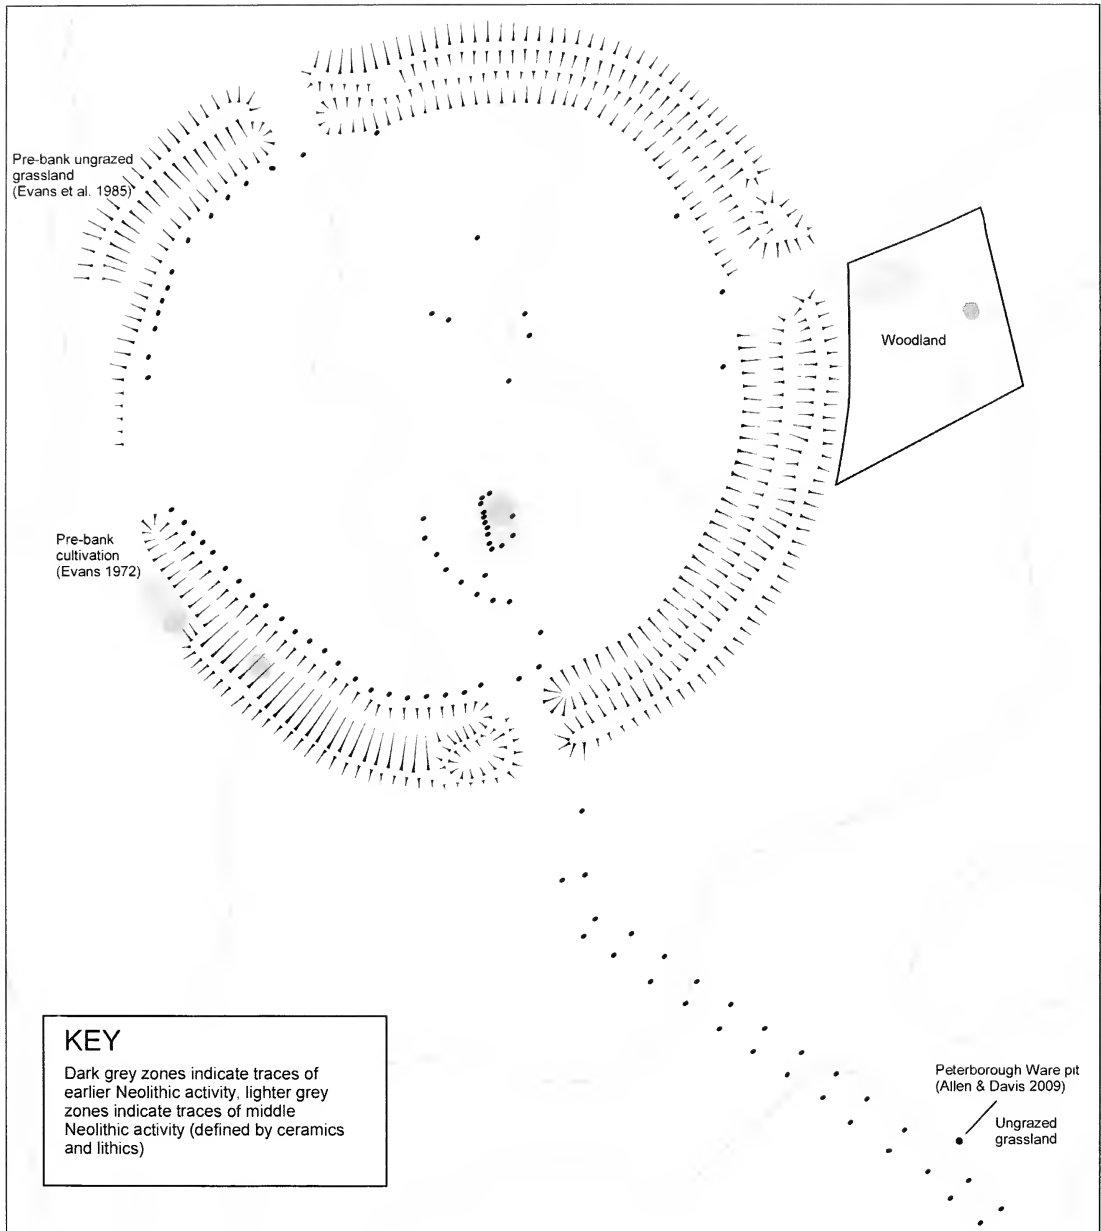 Pre-bank ungrazed
grassland
(Evans et al. 1985)
Woodland
Pre-bank
cultivation
(Evans 1972)
KEY
Dark grey zones indicate traces of
earlier Neolithic activity, lighter grey
zones indicate traces of middle
Neolithic activity (defined by ceramics
and lithics)
Peterborough Ware pit
(Allen & Davis 2009)
Ungrazed
grassland